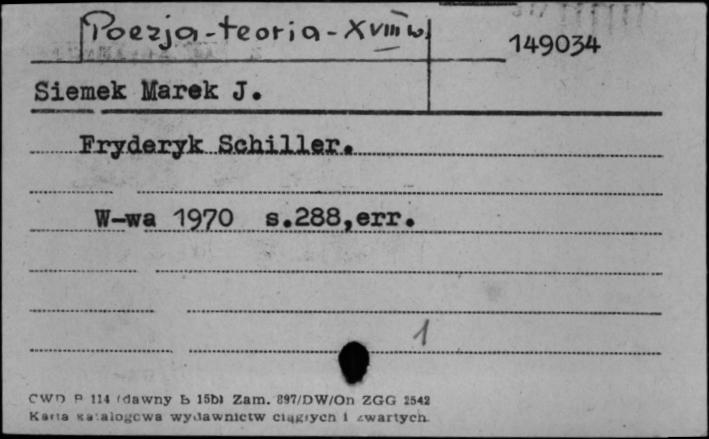 Poezja-teoria-XVIII w.
149034
Siemek Marek J.
Fryderyk Schiller.
W-wa 1970 s.288,err.
1
CWD P 114 (dawny b 15b) Zam. 897/DW/On ZGG 2542
Karta katalogowa wydawnictw ciągłych i zwartych.